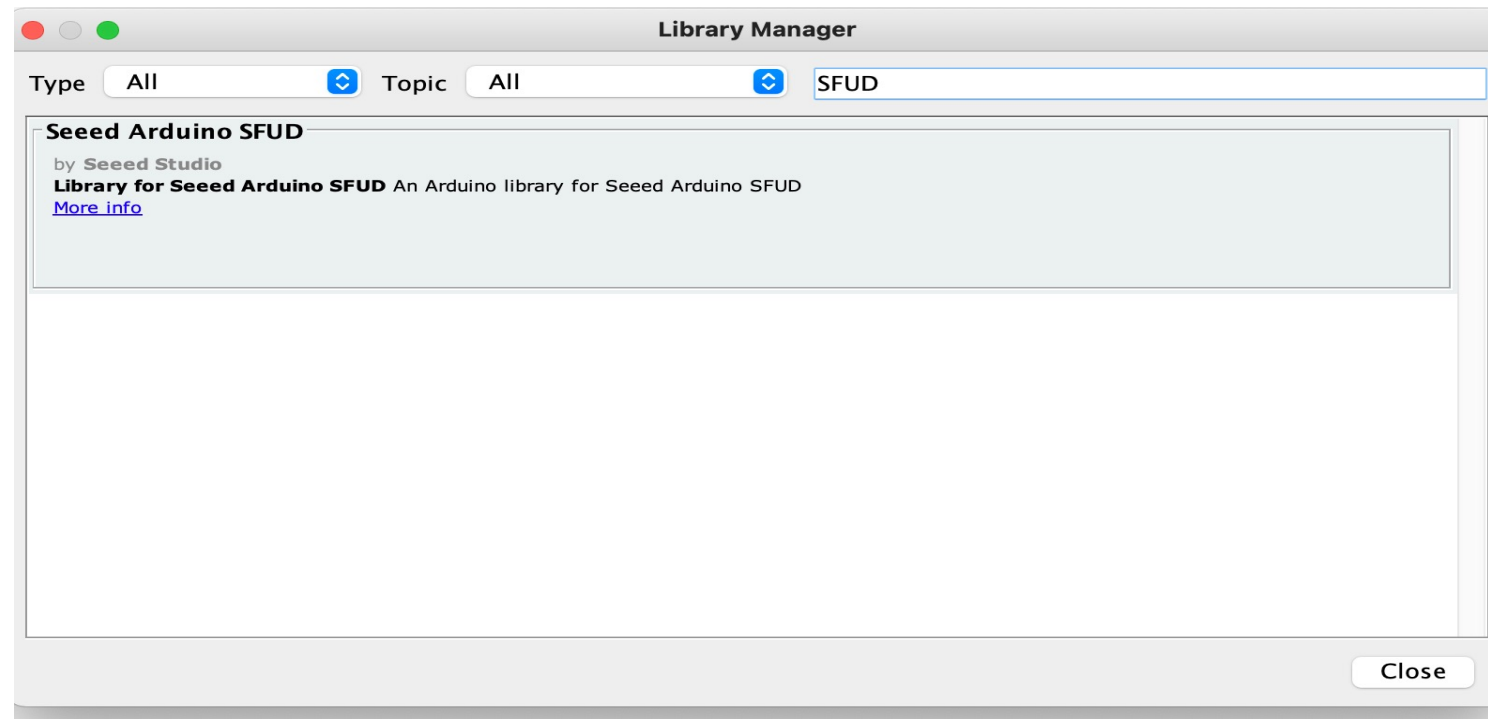 Library Manager
Type All Topic All SFUD
Seeed Arduino SFUD
by Seeed Studio
Library for Seeed Arduino SFUD An Arduino library for Seeed Arduino SFUD
More info
Close